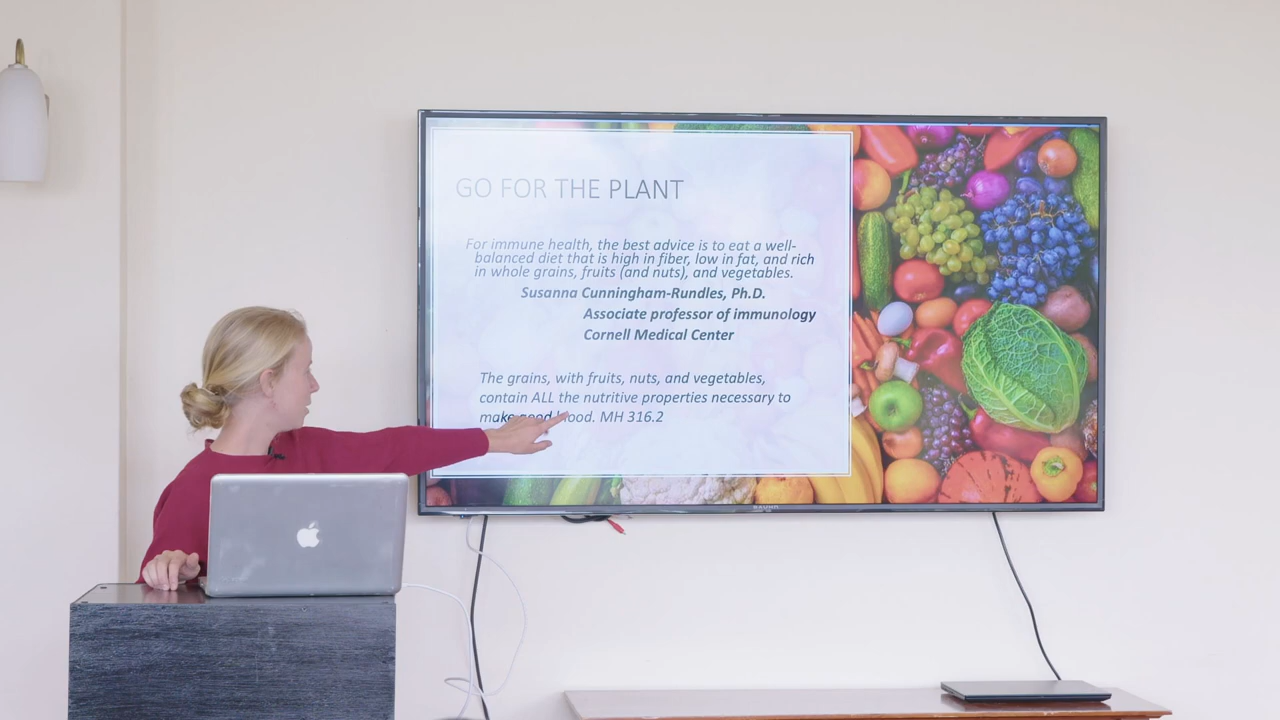 GO FOR THE PLANT
For immune health, the best advice is to eat a well-
balanced diet that is high in fiber, low in fat, and rich
in whole grains, fruits (and nuts), and vegetables.
Susanna Cunningham-Rundles, Ph.D.
Associate professor of immunology
Cornell Medical Center
The grains, with fruits, nuts, and vegetables,
contain ALL the nutritive properties necessary to
make good blood. MH 316.2